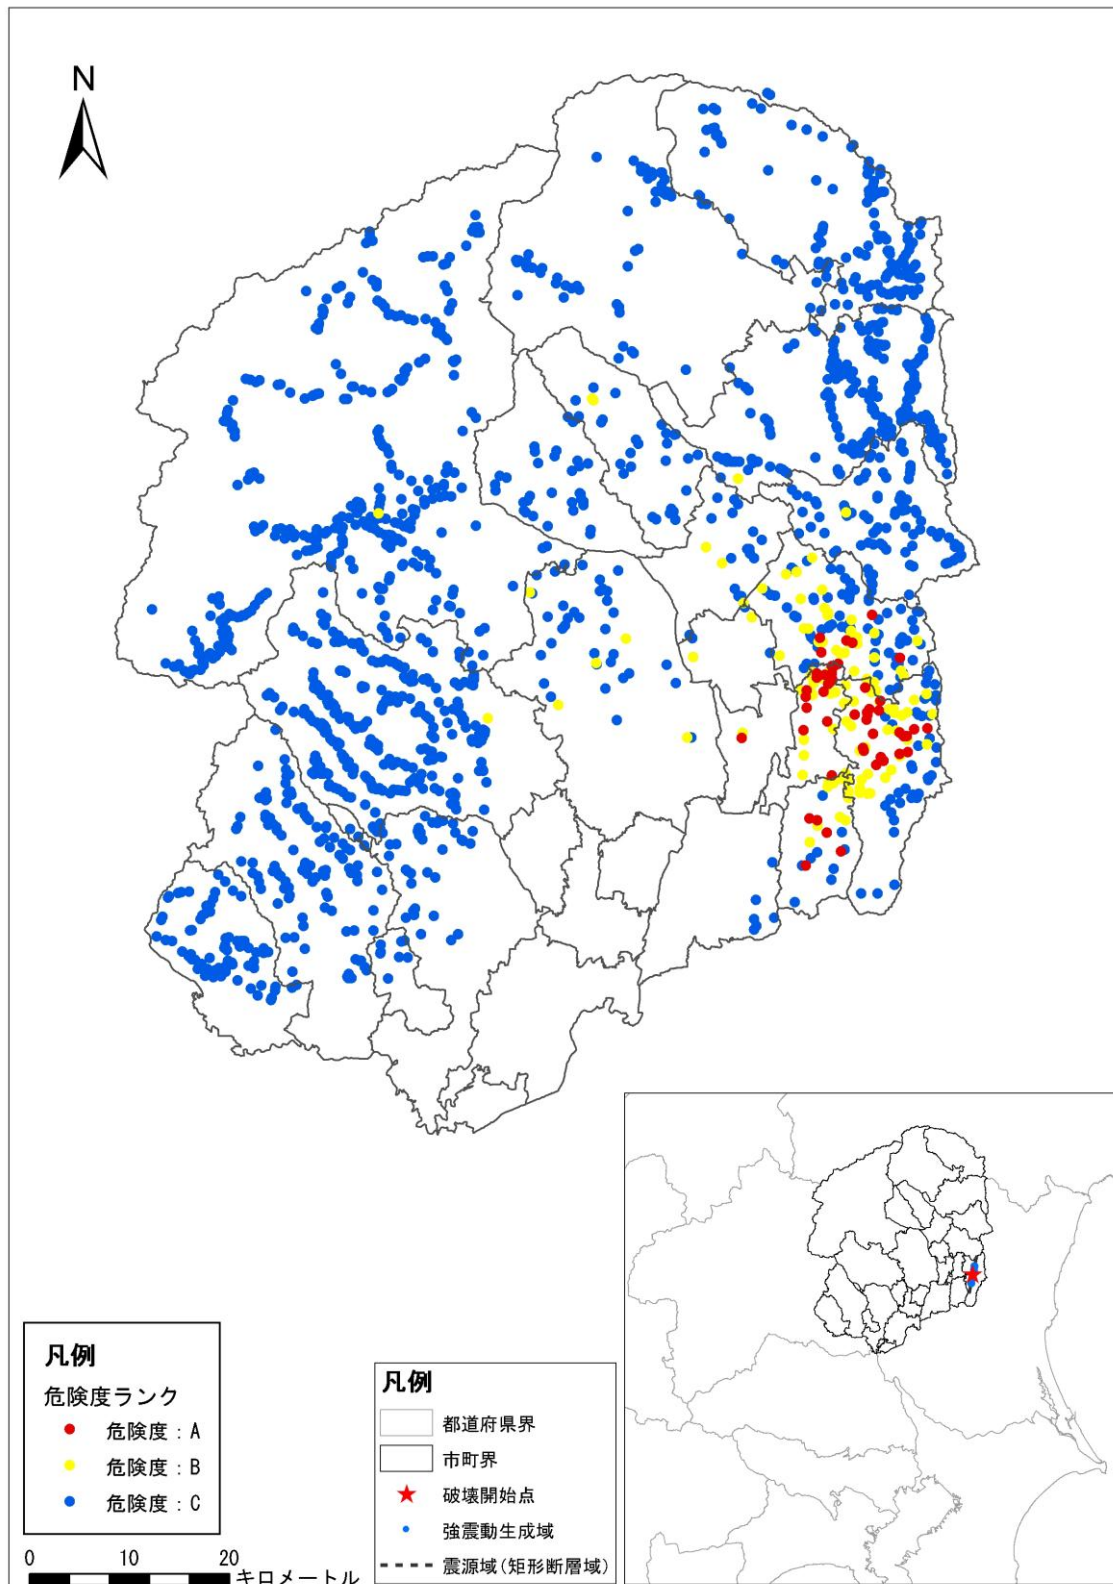 N
凡例
危険度ランク
危険度：A
危険度：B
危険度：C
0 10 20
キロメートル
凡例
都道府県界
市町界
破壊開始点
強震動生成域
震源域(矩形断層域)